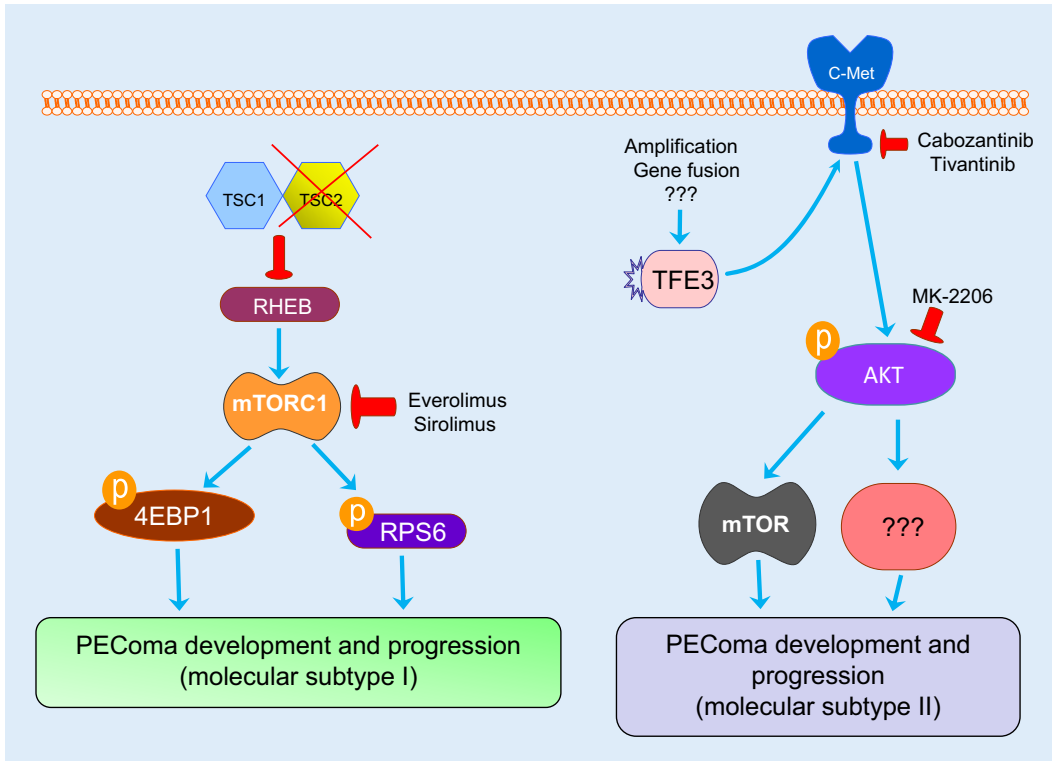 TSC1
TSC2
RHEB
mTORC1
Everolimus
Sirolimus
p
4EBP1
p
RPS6
PEComa development and progression
(molecular subtype I)
C-Met
Cabozantinib
Tivantinib
Amplification
Gene fusion
???
TFE3
MK-2206
p
AKT
mTOR
???
PEComa development and
progression
(molecular subtype II)